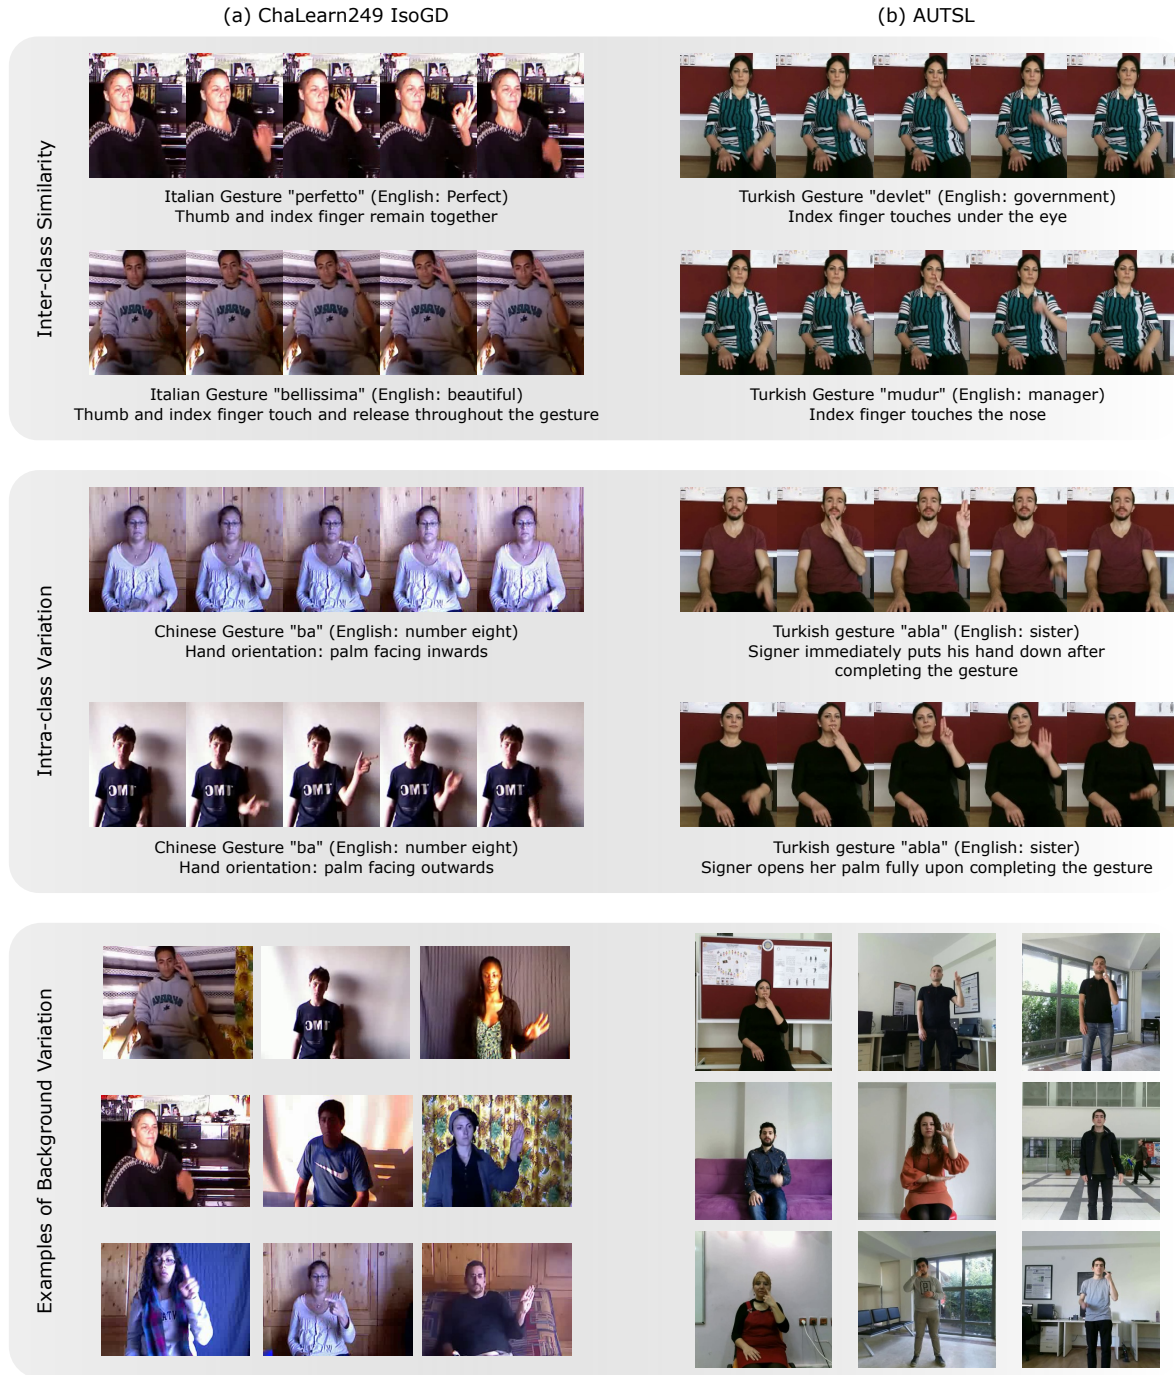 (a) ChaLearn249 IsoGD
(b) AUTSL
Inter-class Similarity
Italian Gesture "perfetto" (English: Perfect)
Thumb and index finger remain together
Turkish Gesture "devlet" (English: government)
Index finger touches under the eye
Italian Gesture "bellissima" (English: beautiful)
Thumb and index finger touch and release throughout the gesture
Turkish Gesture "mudur" (English: manager)
Index finger touches the nose
Intra-class Variation
Chinese Gesture "ba" (English: number eight)
Hand orientation: palm facing inwards
Turkish gesture "abla" (English: sister)
Signer immediately puts his hand down after
completing the gesture
Chinese Gesture "ba" (English: number eight)
Hand orientation: palm facing outwards
Turkish gesture "abla" (English: sister)
Signer opens her palm fully upon completing the gesture
Examples of Background Variation